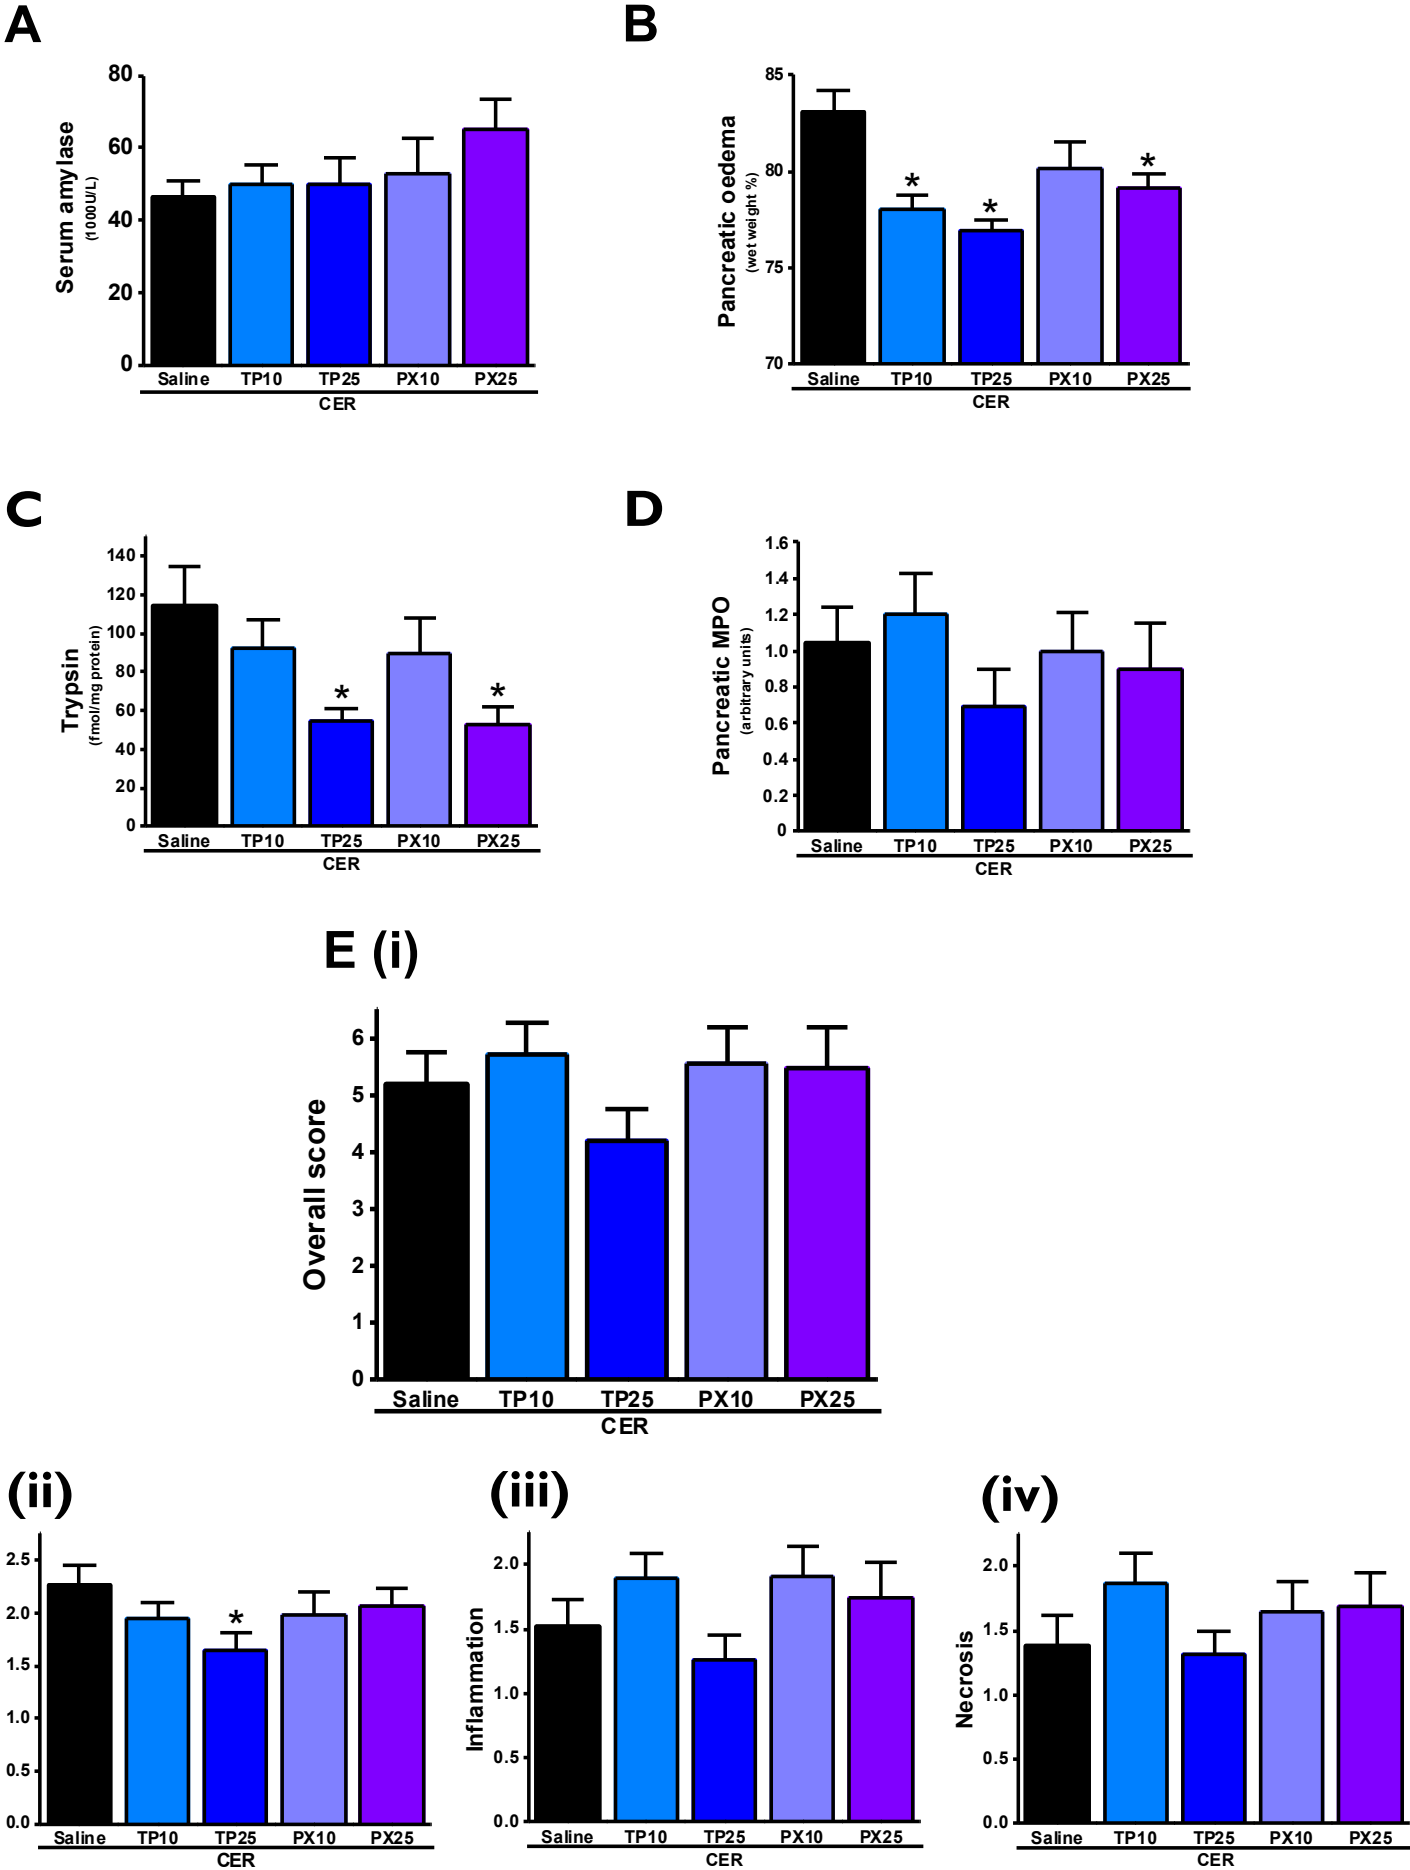 A
80
60
40
20
0
Serum amylase
(1000U/L)
Saline TP10 TP25 PX10 PX25
CER
B
85
80
75
70
Pancreatic oedema
(wet weight %)
* * *
Saline TP10 TP25 PX10 PX25
CER
C
140
120
100
80
60
40
20
0
Trypsin
(fmol/mg protein)
* *
Saline TP10 TP25 PX10 PX25
CER
D
1.6
1.4
1.2
1.0
0.8
0.6
0.4
0.2
0
Pancreatic MPO
(arbitrary units)
Saline TP10 TP25 PX10 PX25
CER
E (i)
6
5
4
3
2
1
0
Overall score
Saline TP10 TP25 PX10 PX25
CER
(ii)
2.5
2.0
1.5
1.0
0.5
0.0
*
Saline TP10 TP25 PX10 PX25
CER
(iii)
2.0
1.5
1.0
0.5
0.0
Inflammation
Saline TP10 TP25 PX10 PX25
CER
(iv)
2.0
1.5
1.0
0.5
0.0
Necrosis
Saline TP10 TP25 PX10 PX25
CER